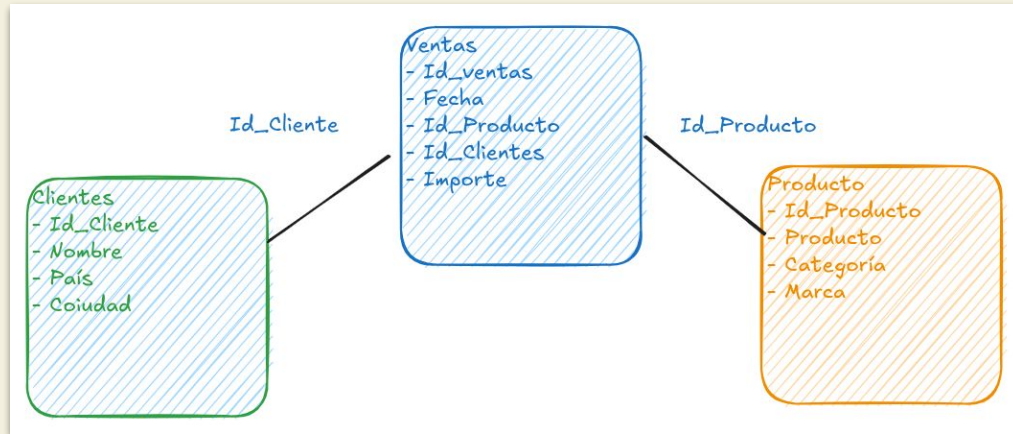 Ventas
- Id_ventas
- Fecha
- Id_Producto
- Id_Clientes
- Importe
Id_Cliente
Id_Producto
Clientes
- Id_Cliente
- Nombre
- País
- Coiudad
Producto
- Id_Producto
- Producto
- Categoría
- Marca